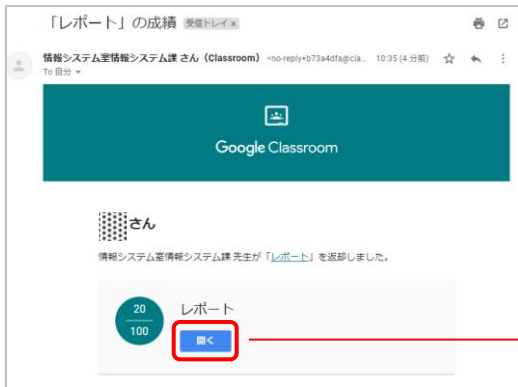 「レポート」の成績 受信トレイ×
情報システム室情報システム課 さん（Classroom） <no-reply+b73a4dfa@cla... 10:35 (4 分前)
To 自分
Google Classroom
さん
情報システム室情報システム課 先生が「レポート」を返却しました。
20
100
レポート
開く